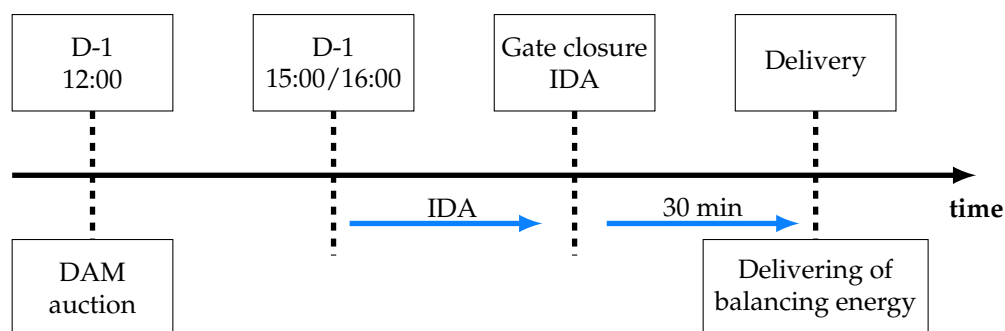 D-1
12:00
D-1
15:00/16:00
Gate closure
IDA
Delivery
IDA
30 min
time
DAM
auction
Delivering of
balancing energy